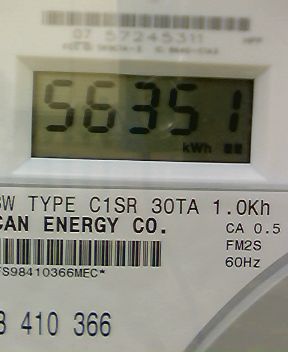 07 57245311
56351
kWh
W TYPE C1SR 30TA 1.0Kh
CAN ENERGY CO.
CA 0.5
FM2S
60Hz
S98410366MEC*
410 366